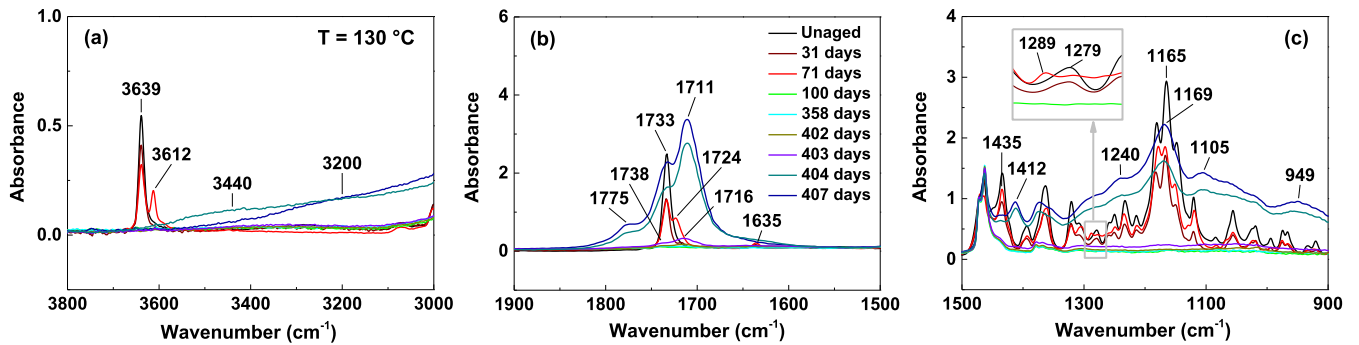 (a)
T = 130 °C
3639
3612
3440
3200
1.0
0.5
0.0
Absorbance
3800
3600
3400
3200
3000
Wavenumber (cm-1)
(b)
Unaged
31 days
71 days
100 days
358 days
402 days
403 days
404 days
407 days
1711
1733
1724
1738
1716
1775
1635
6
4
2
0
Absorbance
1900
1800
1700
1600
1500
Wavenumber (cm-1)
(c)
1289
1279
1165
1169
1435
1412
1240
1105
949
4
3
2
1
0
Absorbance
1500
1300
1100
900
Wavenumber (cm-1)